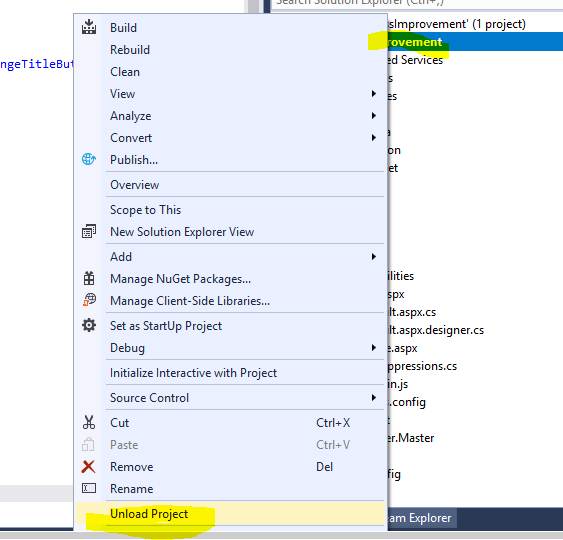 Search Solution Explorer (Ctrl+;)
Build
Rebuild
Clean
View
Analyze
Convert
Publish...
Overview
Scope to This
New Solution Explorer View
Add
Manage NuGet Packages...
Manage Client-Side Libraries...
Set as StartUp Project
Debug
Initialize Interactive with Project
Source Control
Cut Ctrl+X
Paste Ctrl+V
Remove Del
Rename
Unload Project
ngeTitleBut
sImprovement' (1 project)
rovement
ed Services
s
es
a
on
et
ilities
spx
lt.aspx.cs
lt.aspx.designer.cs
e.aspx
ppressions.cs
in.js
s.config
t
er.Master
fig
eam Explorer